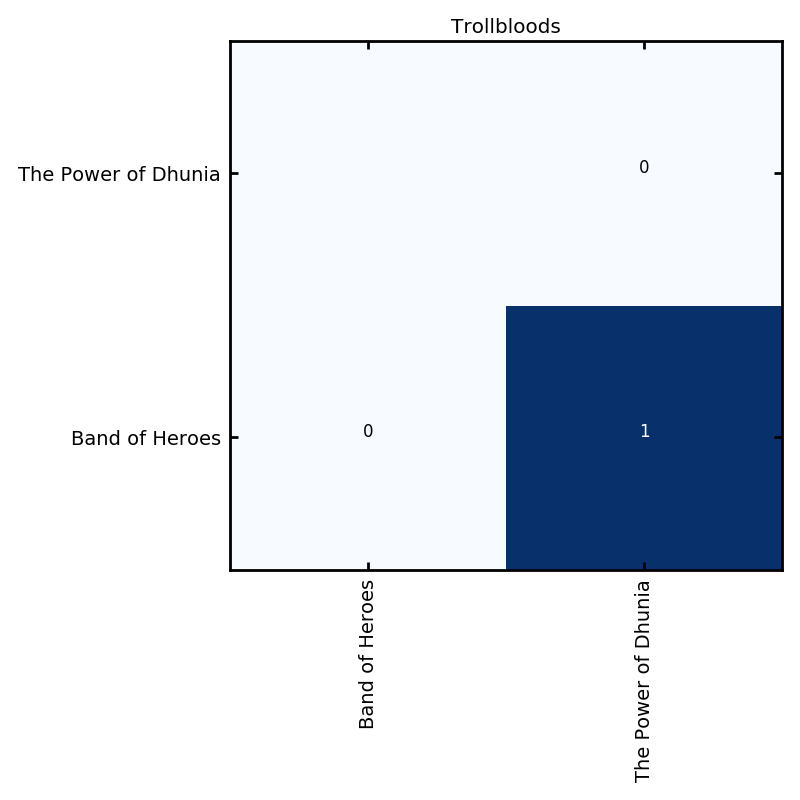 Trollbloods
0
The Power of Dhunia
0
1
Band of Heroes
Band of Heroes
The Power of Dhunia